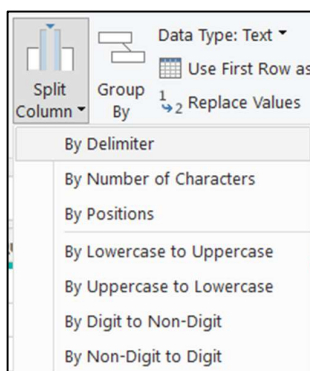 Split
Column
Group
By
Data Type: Text
Use First Row as
1
2 Replace Values
By Delimiter
By Number of Characters
By Positions
By Lowercase to Uppercase
By Uppercase to Lowercase
By Digit to Non-Digit
By Non-Digit to Digit